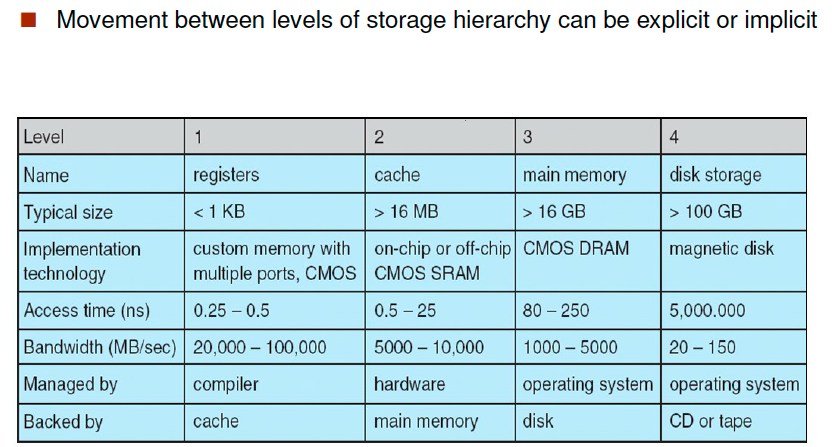 Movement between levels of storage hierarchy can be explicit or implicit
Level 1 2 3 4
Name registers cache main memory disk storage
Typical size < 1 KB > 16 MB > 16 GB > 100 GB
Implementation custom memory with on-chip or off-chip CMOS DRAM magnetic disk
technology multiple ports, CMOS CMOS SRAM
Access time (ns) 0.25 – 0.5 0.5 – 25 80 – 250 5,000.000
Bandwidth (MB/sec) 20,000 – 100,000 5000 – 10,000 1000 – 5000 20 – 150
Managed by compiler hardware operating system operating system
Backed by cache main memory disk CD or tape